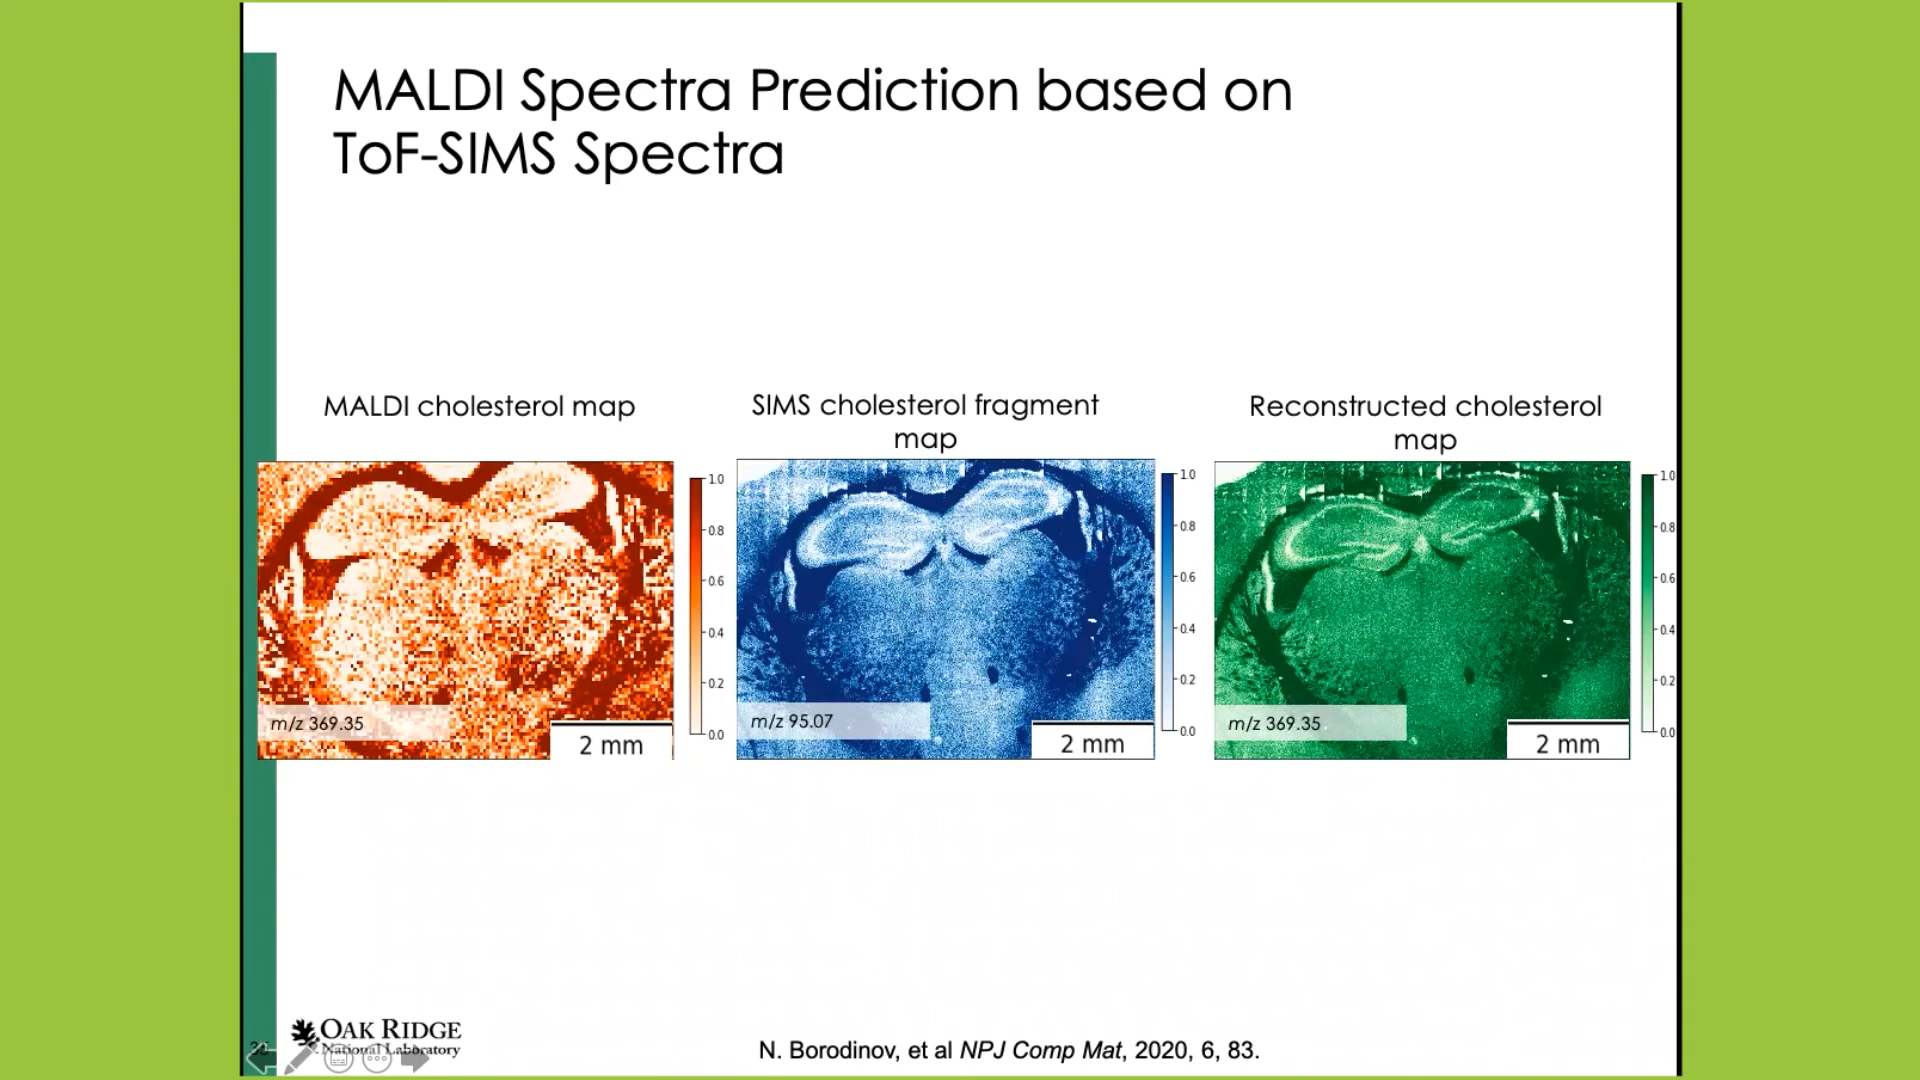 MALDI Spectra Prediction based on
ToF-SIMS Spectra
MALDI cholesterol map
SIMS cholesterol fragment
map
Reconstructed cholesterol
map
1.0
0.8
0.6
0.4
0.2
0.0
m/z 369.35
2 mm
1.0
0.8
0.6
0.4
0.2
0.0
m/z 95.07
2 mm
1.0
0.8
0.6
0.4
0.2
0.0
m/z 369.35
2 mm
OAK RIDGE
National Laboratory
N. Borodinov, et al NPJ Comp Mat, 2020, 6, 83.